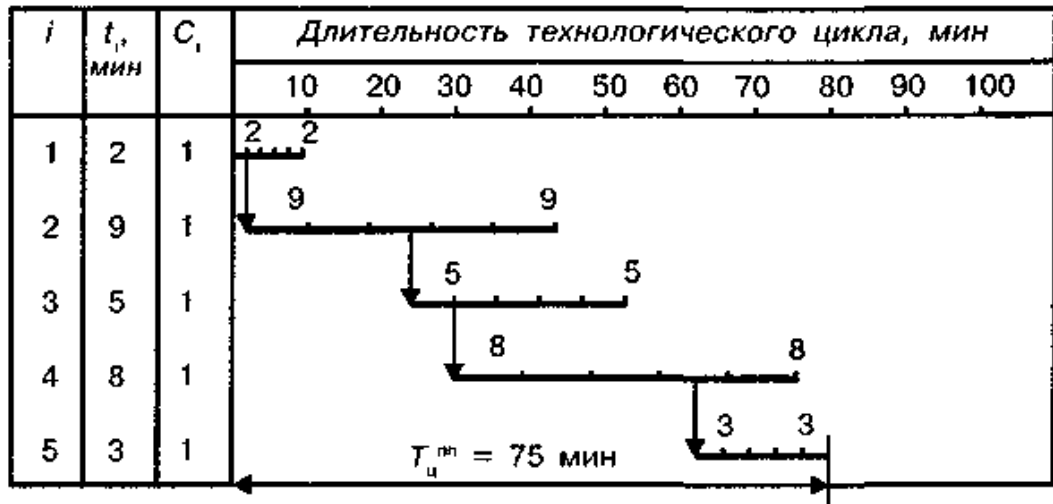 i t_i, мин C_i Длительность технологического цикла, мин
10 20 30 40 50 60 70 80 90 100
1 2 1 2 2
2 9 1 9 9
3 5 1 5 5
4 8 1 8 8
5 3 1 3 3
T_ц^пп = 75 мин